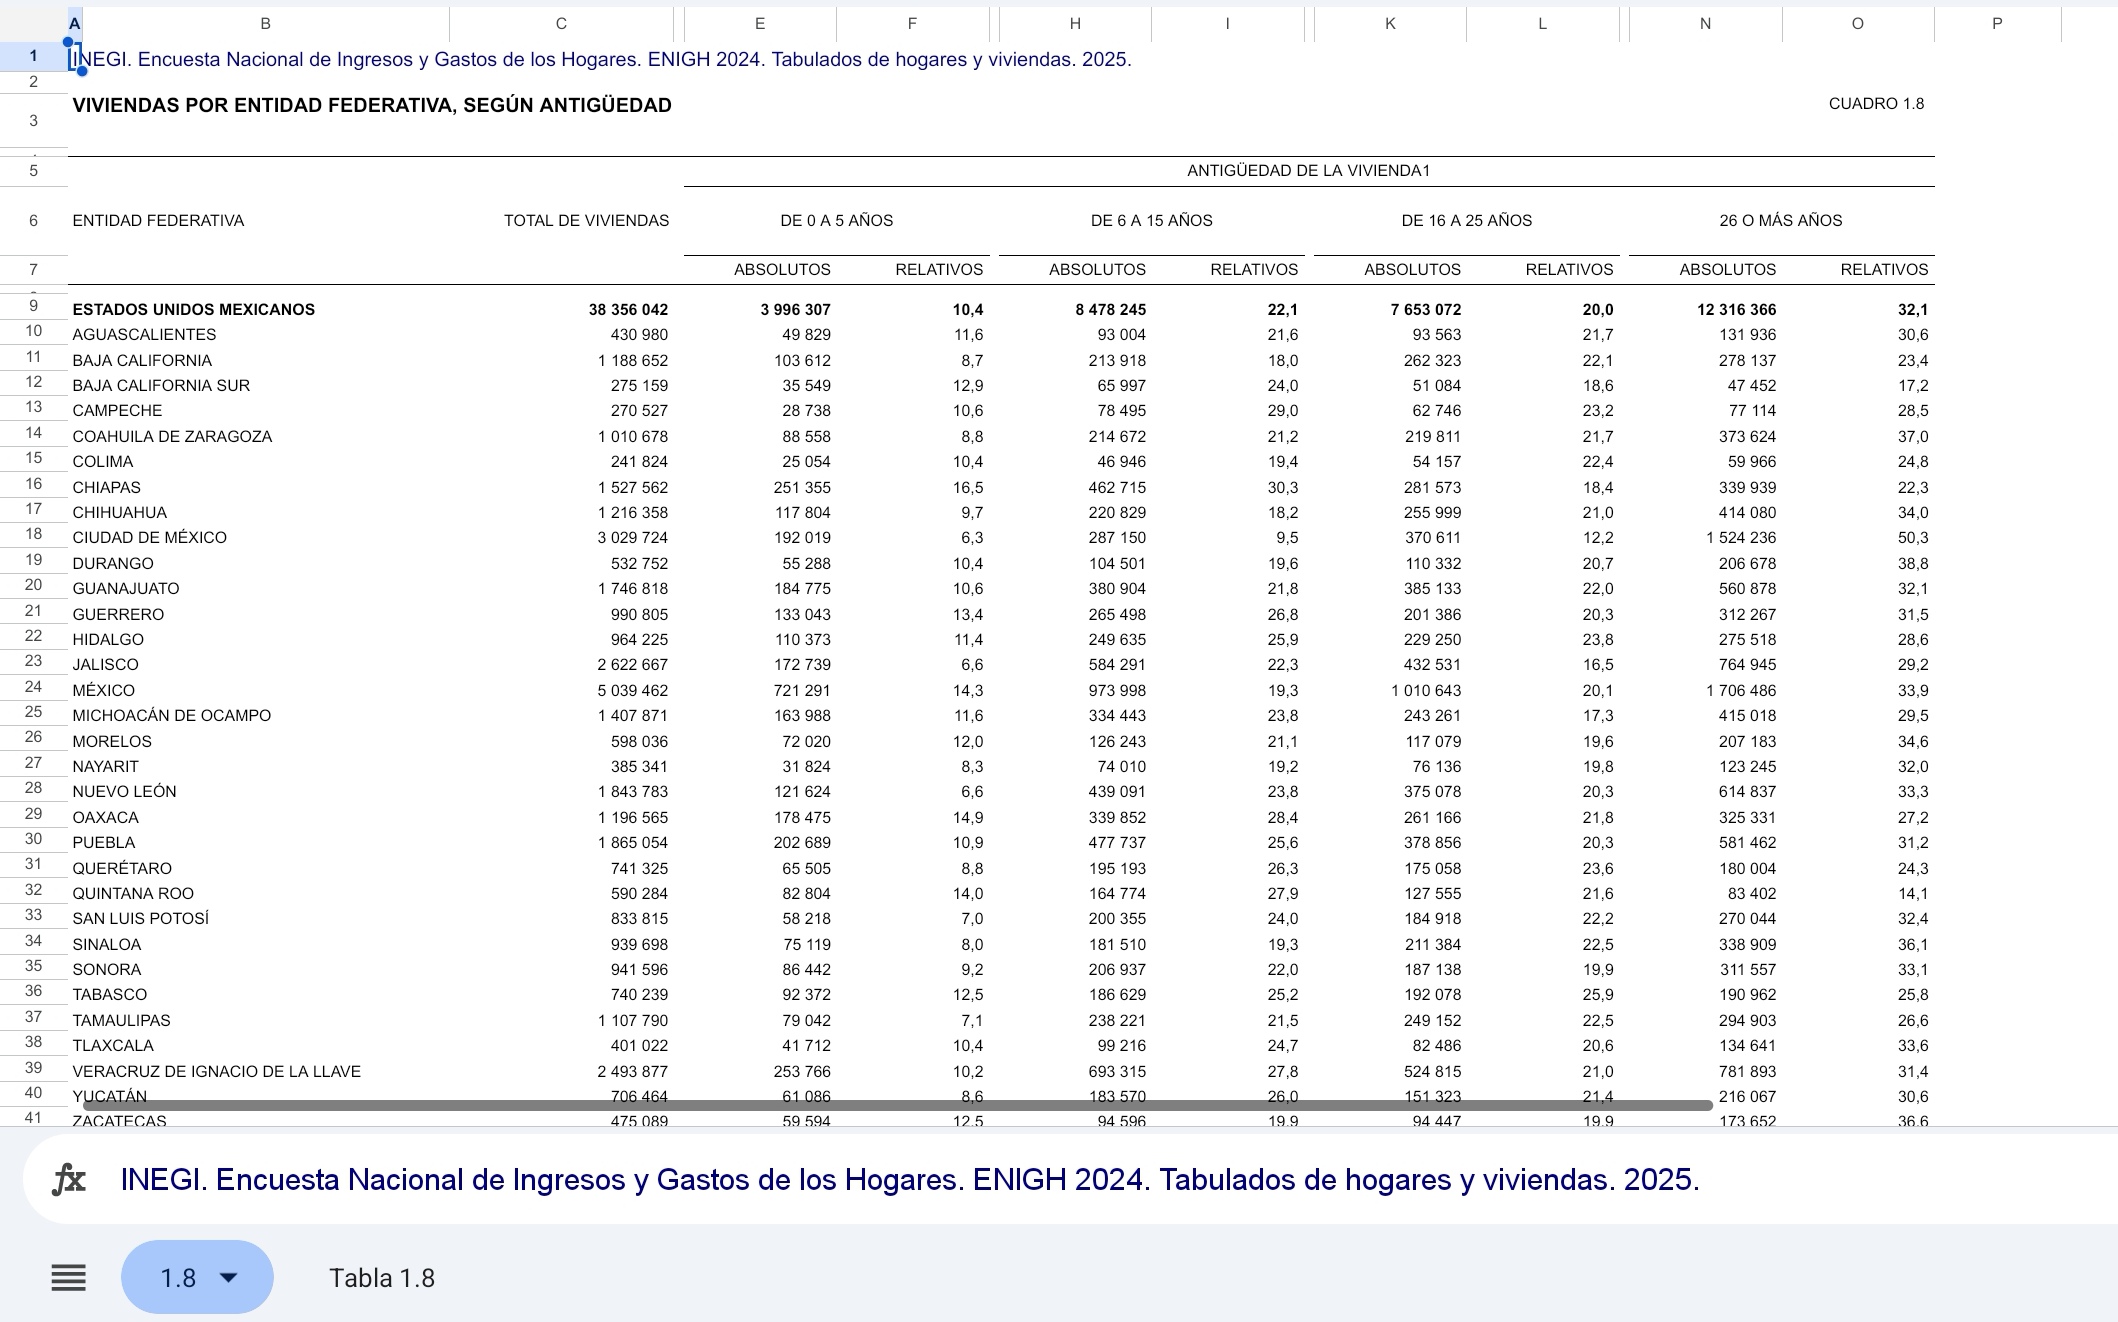 A B C E F H I K L N O P
1 INEGI. Encuesta Nacional de Ingresos y Gastos de los Hogares. ENIGH 2024. Tabulados de hogares y viviendas. 2025.
2
3 VIVIENDAS POR ENTIDAD FEDERATIVA, SEGÚN ANTIGÜEDAD CUADRO 1.8
5 ANTIGÜEDAD DE LA VIVIENDA1
6 ENTIDAD FEDERATIVA TOTAL DE VIVIENDAS DE 0 A 5 AÑOS DE 6 A 15 AÑOS DE 16 A 25 AÑOS 26 O MÁS AÑOS
7 ABSOLUTOS RELATIVOS ABSOLUTOS RELATIVOS ABSOLUTOS RELATIVOS ABSOLUTOS RELATIVOS
9 ESTADOS UNIDOS MEXICANOS 38 356 042 3 996 307 10,4 8 478 245 22,1 7 653 072 20,0 12 316 366 32,1
10 AGUASCALIENTES 430 980 49 829 11,6 93 004 21,6 93 563 21,7 131 936 30,6
11 BAJA CALIFORNIA 1 188 652 103 612 8,7 213 918 18,0 262 323 22,1 278 137 23,4
12 BAJA CALIFORNIA SUR 275 159 35 549 12,9 65 997 24,0 51 084 18,6 47 452 17,2
13 CAMPECHE 270 527 28 738 10,6 78 495 29,0 62 746 23,2 77 114 28,5
14 COAHUILA DE ZARAGOZA 1 010 678 88 558 8,8 214 672 21,2 219 811 21,7 373 624 37,0
15 COLIMA 241 824 25 054 10,4 46 946 19,4 54 157 22,4 59 966 24,8
16 CHIAPAS 1 527 562 251 355 16,5 462 715 30,3 281 573 18,4 339 939 22,3
17 CHIHUAHUA 1 216 358 117 804 9,7 220 829 18,2 255 999 21,0 414 080 34,0
18 CIUDAD DE MÉXICO 3 029 724 192 019 6,3 287 150 9,5 370 611 12,2 1 524 236 50,3
19 DURANGO 532 752 55 288 10,4 104 501 19,6 110 332 20,7 206 678 38,8
20 GUANAJUATO 1 746 818 184 775 10,6 380 904 21,8 385 133 22,0 560 878 32,1
21 GUERRERO 990 805 133 043 13,4 265 498 26,8 201 386 20,3 312 267 31,5
22 HIDALGO 964 225 110 373 11,4 249 635 25,9 229 250 23,8 275 518 28,6
23 JALISCO 2 622 667 172 739 6,6 584 291 22,3 432 531 16,5 764 945 29,2
24 MÉXICO 5 039 462 721 291 14,3 973 998 19,3 1 010 643 20,1 1 706 486 33,9
25 MICHOACÁN DE OCAMPO 1 407 871 163 988 11,6 334 443 23,8 243 261 17,3 415 018 29,5
26 MORELOS 598 036 72 020 12,0 126 243 21,1 117 079 19,6 207 183 34,6
27 NAYARIT 385 341 31 824 8,3 74 010 19,2 76 136 19,8 123 245 32,0
28 NUEVO LEÓN 1 843 783 121 624 6,6 439 091 23,8 375 078 20,3 614 837 33,3
29 OAXACA 1 196 565 178 475 14,9 339 852 28,4 261 166 21,8 325 331 27,2
30 PUEBLA 1 865 054 202 689 10,9 477 737 25,6 378 856 20,3 581 462 31,2
31 QUERÉTARO 741 325 65 505 8,8 195 193 26,3 175 058 23,6 180 004 24,3
32 QUINTANA ROO 590 284 82 804 14,0 164 774 27,9 127 555 21,6 83 402 14,1
33 SAN LUIS POTOSÍ 833 815 58 218 7,0 200 355 24,0 184 918 22,2 270 044 32,4
34 SINALOA 939 698 75 119 8,0 181 510 19,3 211 384 22,5 338 909 36,1
35 SONORA 941 596 86 442 9,2 206 937 22,0 187 138 19,9 311 557 33,1
36 TABASCO 740 239 92 372 12,5 186 629 25,2 192 078 25,9 190 962 25,8
37 TAMAULIPAS 1 107 790 79 042 7,1 238 221 21,5 249 152 22,5 294 903 26,6
38 TLAXCALA 401 022 41 712 10,4 99 216 24,7 82 486 20,6 134 641 33,6
39 VERACRUZ DE IGNACIO DE LA LLAVE 2 493 877 253 766 10,2 693 315 27,8 524 815 21,0 781 893 31,4
40 YUCATÁN 706 464 61 086 8,6 183 570 26,0 151 323 21,4 216 067 30,6
41 ZACATECAS 475 089 59 594 12,5 94 596 19,9 94 447 19,9 173 652 36,6
fx INEGI. Encuesta Nacional de Ingresos y Gastos de los Hogares. ENIGH 2024. Tabulados de hogares y viviendas. 2025.
1.8 Tabla 1.8